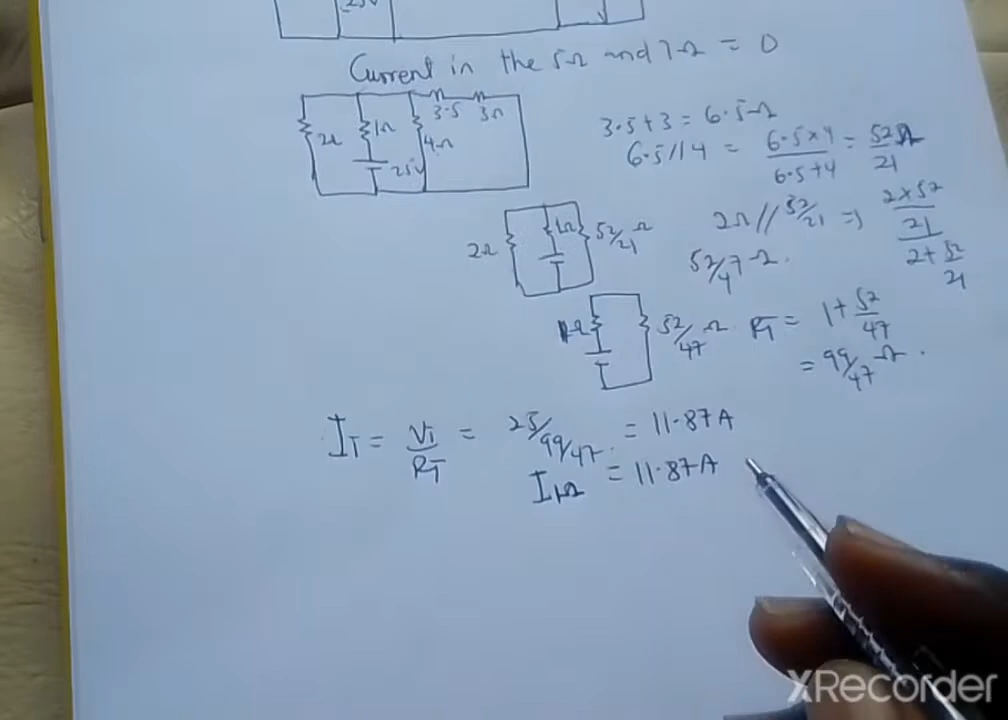 25V
Current in the 5Ω and 7Ω = 0
2Ω 1Ω 25V 4Ω 3.5 3Ω
3.5+3 = 6.5Ω
6.5//4 = 6.5×4/6.5+4 = 52/21 Ω
2Ω 1Ω 52/21 Ω
2Ω // 52/21 => 2×52/21 / 2+52/21
52/47 Ω.
1Ω 52/47 Ω
RT = 1+52/47
= 99/47 Ω.
IT = VT/RT = 25/99/47 = 11.87A
I1Ω = 11.87A
XRecorder